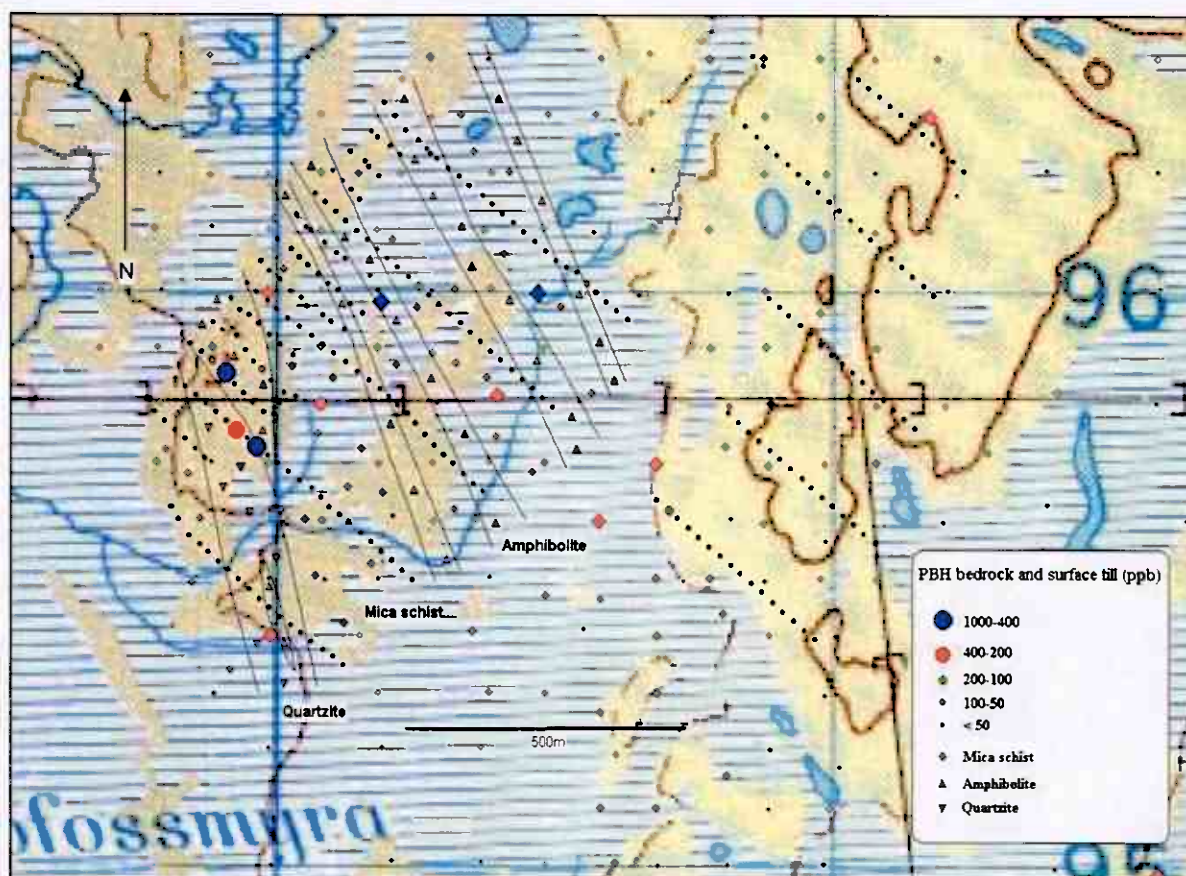 N
96
Amphibolite
Mica schist...
Quartzite
500m
ofossmyra
95
PBH bedrock and surface till (ppb)
1000-400
400-200
200-100
100-50
< 50
Mica schist
Amphibolite
Quartzite